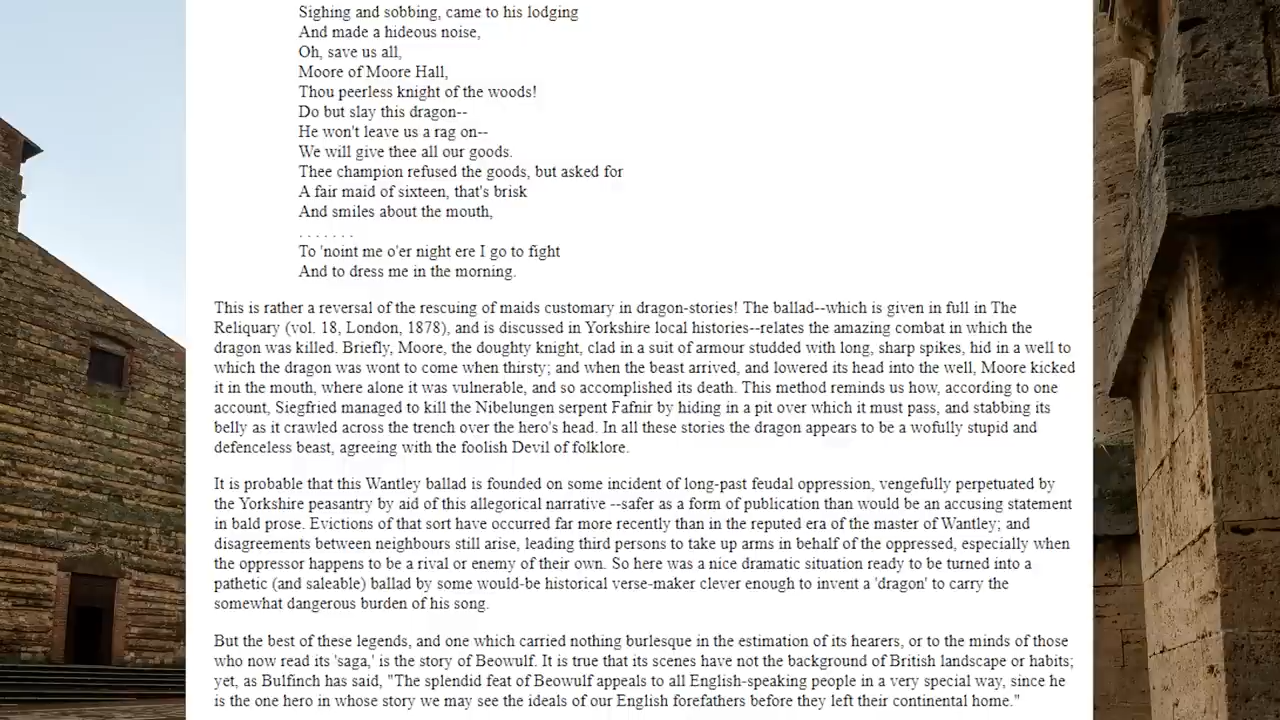 Sighing and sobbing, came to his lodging
And made a hideous noise,
Oh, save us all,
Moore of Moore Hall,
Thou peerless knight of the woods!
Do but slay this dragon--
He won't leave us a rag on--
We will give thee all our goods.
Thee champion refused the goods, but asked for
A fair maid of sixteen, that's brisk
And smiles about the mouth,
. . . . . . .
To 'noint me o'er night ere I go to fight
And to dress me in the morning.
This is rather a reversal of the rescuing of maids customary in dragon-stories! The ballad--which is given in full in The
Reliquary (vol. 18, London, 1878), and is discussed in Yorkshire local histories--relates the amazing combat in which the
dragon was killed. Briefly, Moore, the doughty knight, clad in a suit of armour studded with long, sharp spikes, hid in a well to
which the dragon was wont to come when thirsty; and when the beast arrived, and lowered its head into the well, Moore kicked
it in the mouth, where alone it was vulnerable, and so accomplished its death. This method reminds us how, according to one
account, Siegfried managed to kill the Nibelungen serpent Fafnir by hiding in a pit over which it must pass, and stabbing its
belly as it crawled across the trench over the hero's head. In all these stories the dragon appears to be a wofully stupid and
defenceless beast, agreeing with the foolish Devil of folklore.
It is probable that this Wantley ballad is founded on some incident of long-past feudal oppression, vengefully perpetuated by
the Yorkshire peasantry by aid of this allegorical narrative --safer as a form of publication than would be an accusing statement
in bald prose. Evictions of that sort have occurred far more recently than in the reputed era of the master of Wantley; and
disagreements between neighbours still arise, leading third persons to take up arms in behalf of the oppressed, especially when
the oppressor happens to be a rival or enemy of their own. So here was a nice dramatic situation ready to be turned into a
pathetic (and saleable) ballad by some would-be historical verse-maker clever enough to invent a 'dragon' to carry the
somewhat dangerous burden of his song.
But the best of these legends, and one which carried nothing burlesque in the estimation of its hearers, or to the minds of those
who now read its 'saga,' is the story of Beowulf. It is true that its scenes have not the background of British landscape or habits;
yet, as Bulfinch has said, "The splendid feat of Beowulf appeals to all English-speaking people in a very special way, since he
is the one hero in whose story we may see the ideals of our English forefathers before they left their continental home."